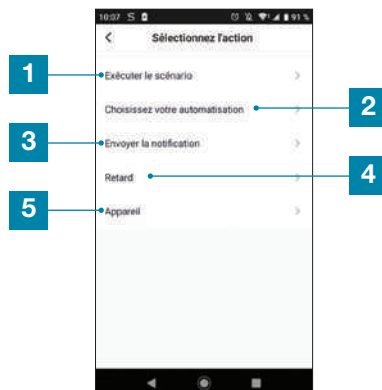 10:07 S 91 %
Sélectionnez l'action
1
Exécuter le scénario
Choisissez votre automatisation
2
3
Envoyer la notification
Retard
4
5
Appareil